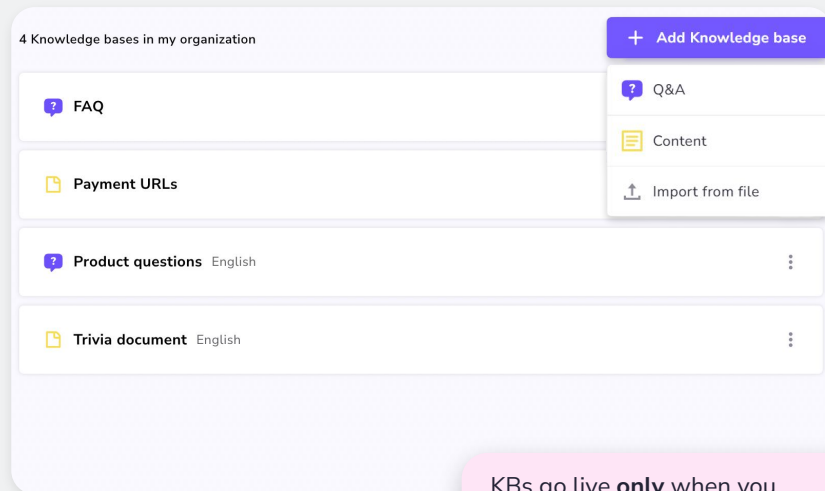 4 Knowledge bases in my organization
Add Knowledge base
Q&A
Content
Import from file
FAQ
Payment URLs
Product questions English
Trivia document English
KBs go live only when you